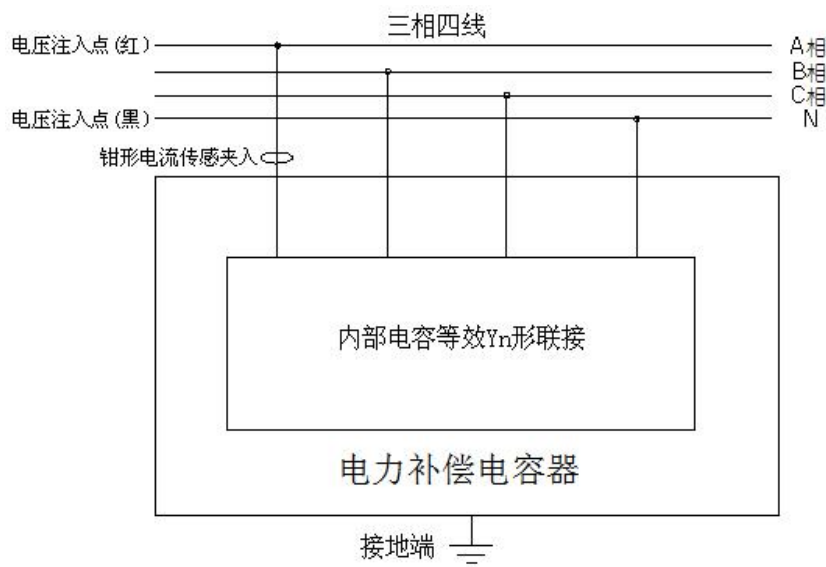 三相四线
电压注入点(红)
A相
B相
C相
电压注入点(黑)
N
钳形电流传感夹入
内部电容等效Yn形联接
电力补偿电容器
接地端